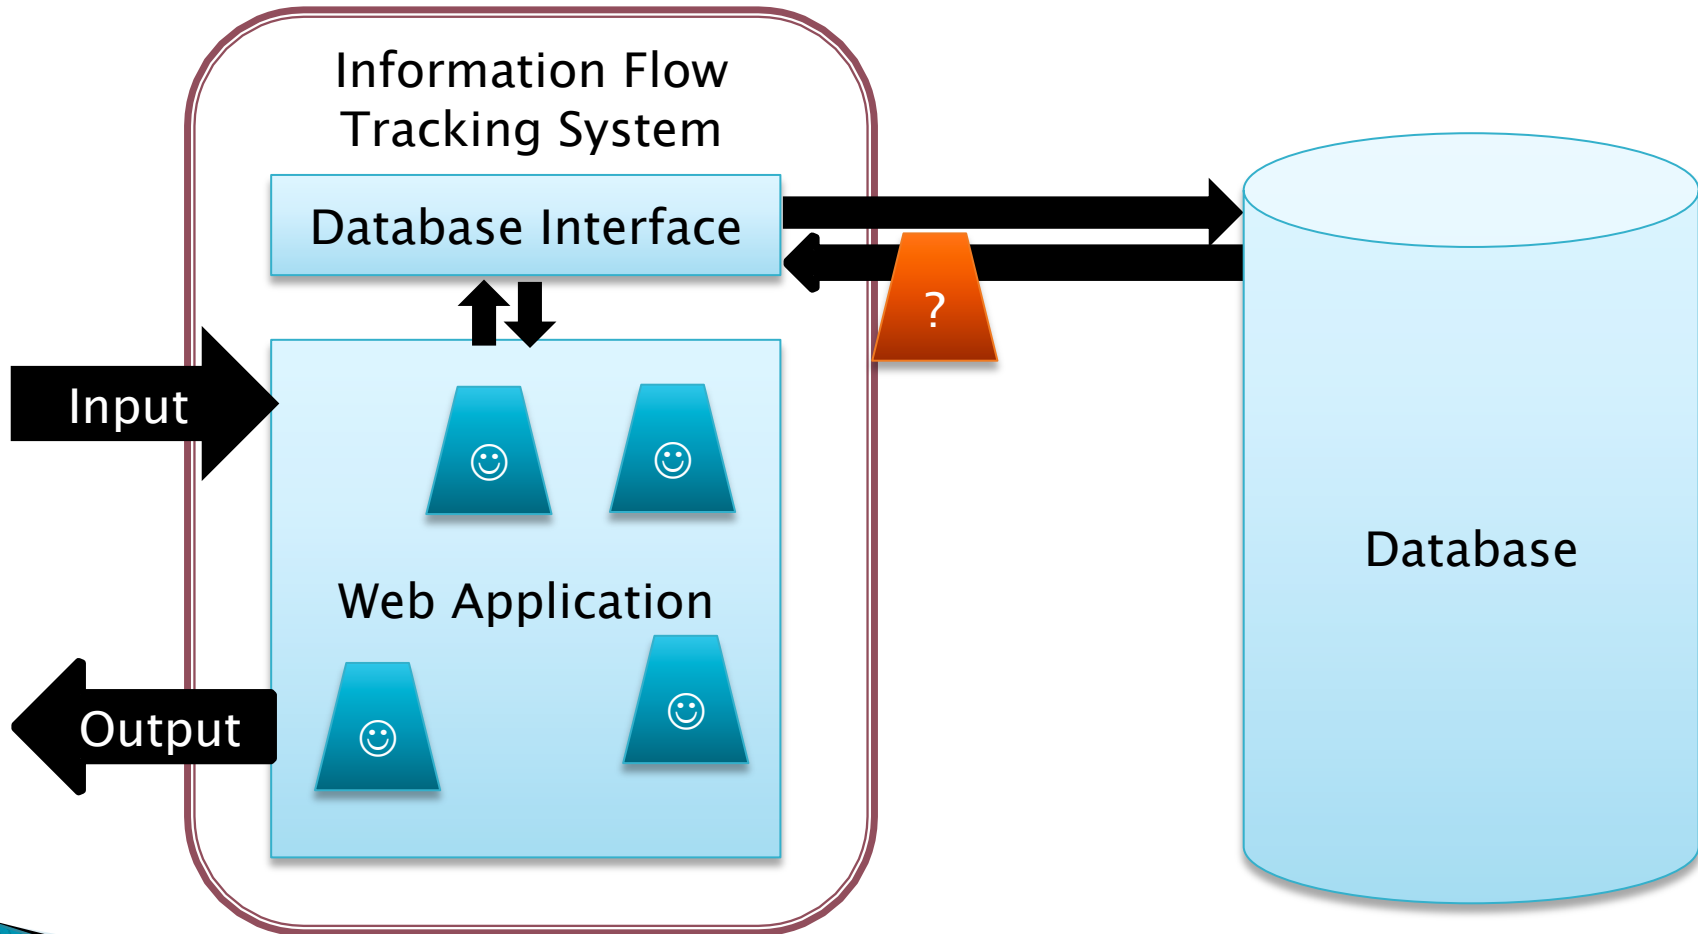 Information Flow
Tracking System
Database Interface
?
Input
☺
☺
Database
Web Application
☺
☺
Output